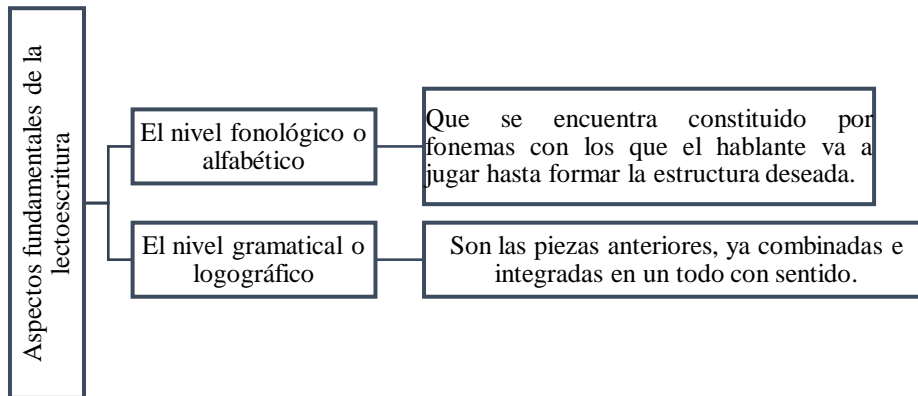 Aspectos fundamentales de la
lectoescritura
El nivel fonológico o
alfabético
Que se encuentra constituido por
fonemas con los que el hablante va a
jugar hasta formar la estructura deseada.
El nivel gramatical o
logográfico
Son las piezas anteriores, ya combinadas e
integradas en un todo con sentido.